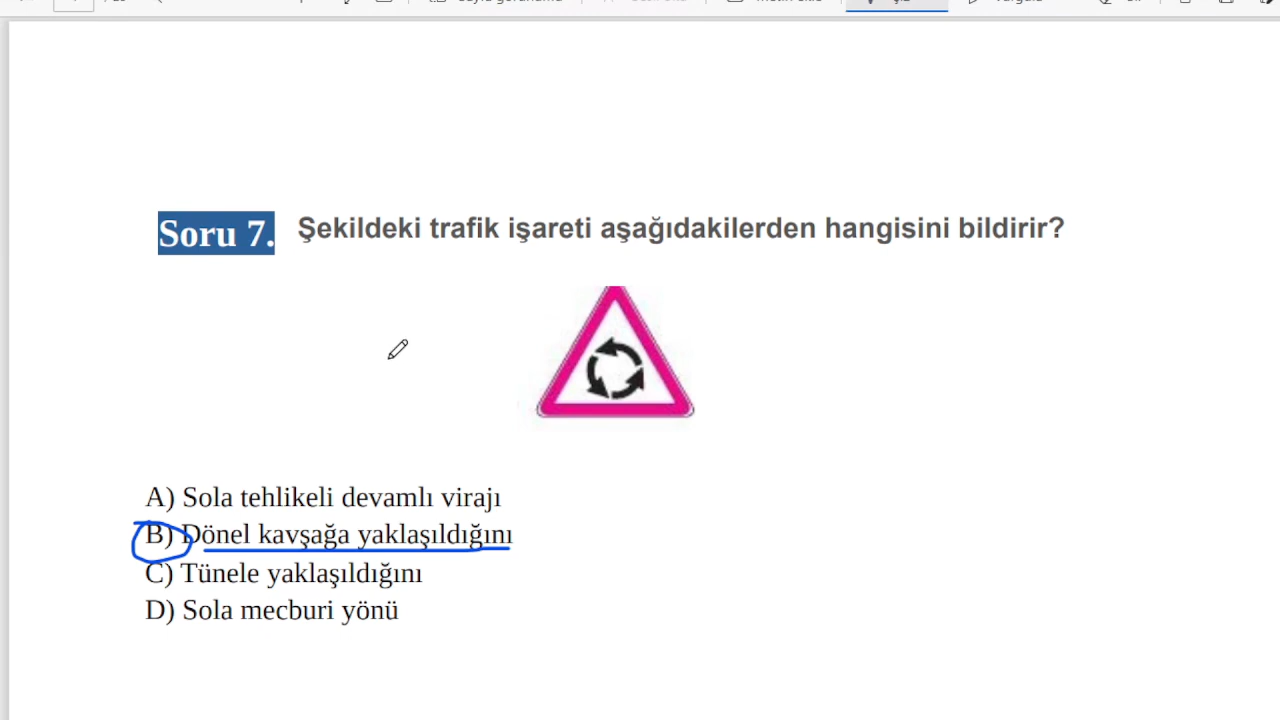 Soru 7. Şekildeki trafik işareti aşağıdakilerden hangisini bildirir?
A) Sola tehlikeli devamlı virajı
B) Dönel kavşağa yaklaşıldığını
C) Tünele yaklaşıldığını
D) Sola mecburi yönü